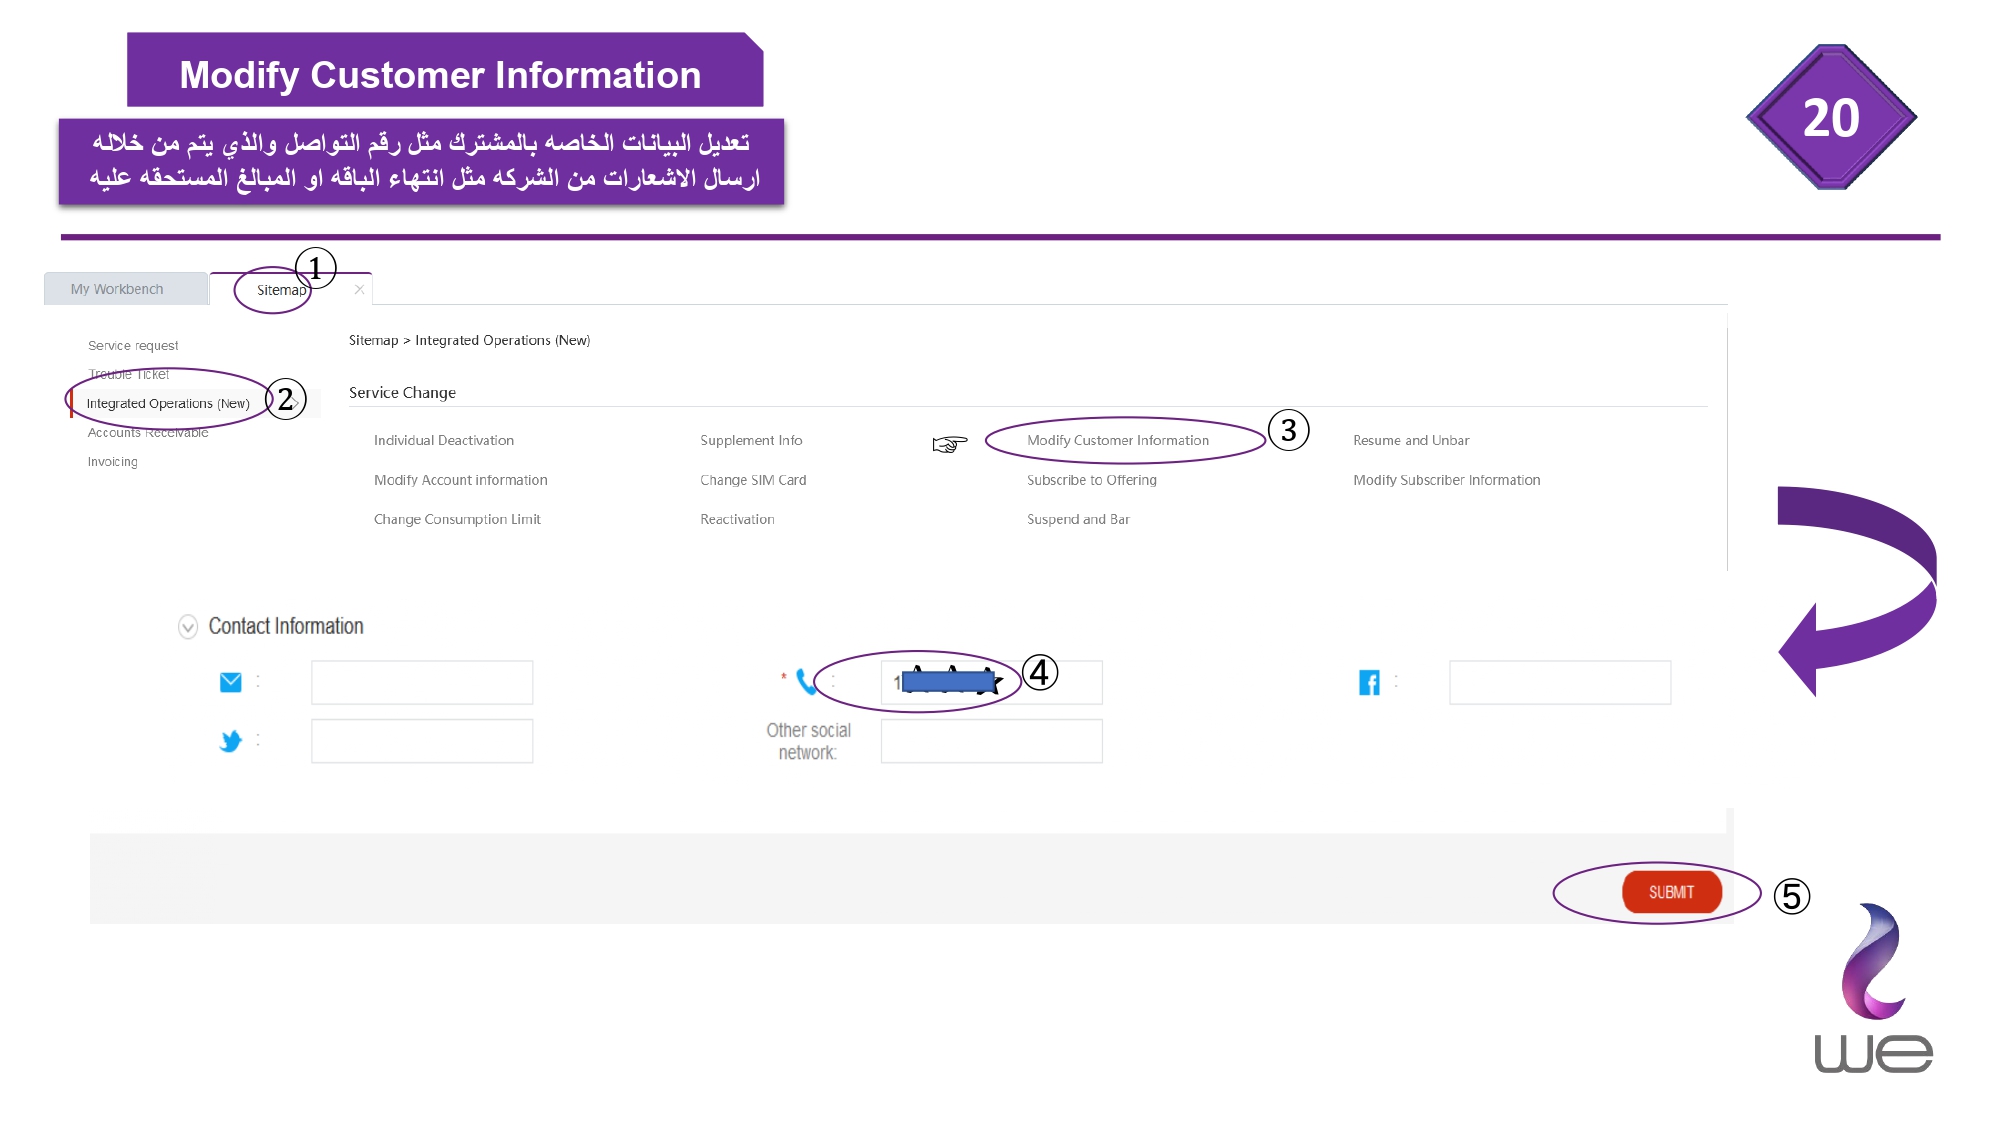 Modify Customer Information
20
تعديل البيانات الخاصه بالمشترك مثل رقم التواصل والذي يتم من خلاله
ارسال الاشعارات من الشركه مثل انتهاء الباقه او المبالغ المستحقه عليه
My Workbench Sitemap ① ×
Sitemap > Integrated Operations (New)
Service request
Trouble Ticket
Integrated Operations (New) ②
Accounts Receivable
Invoicing
Service Change
Individual Deactivation Supplement Info ☞ Modify Customer Information ③ Resume and Unbar
Modify Account information Change SIM Card Subscribe to Offering Modify Subscriber Information
Change Consumption Limit Reactivation Suspend and Bar
Contact Information
: * : 1 ④ :
: Other social
network:
SUBMIT ⑤
we